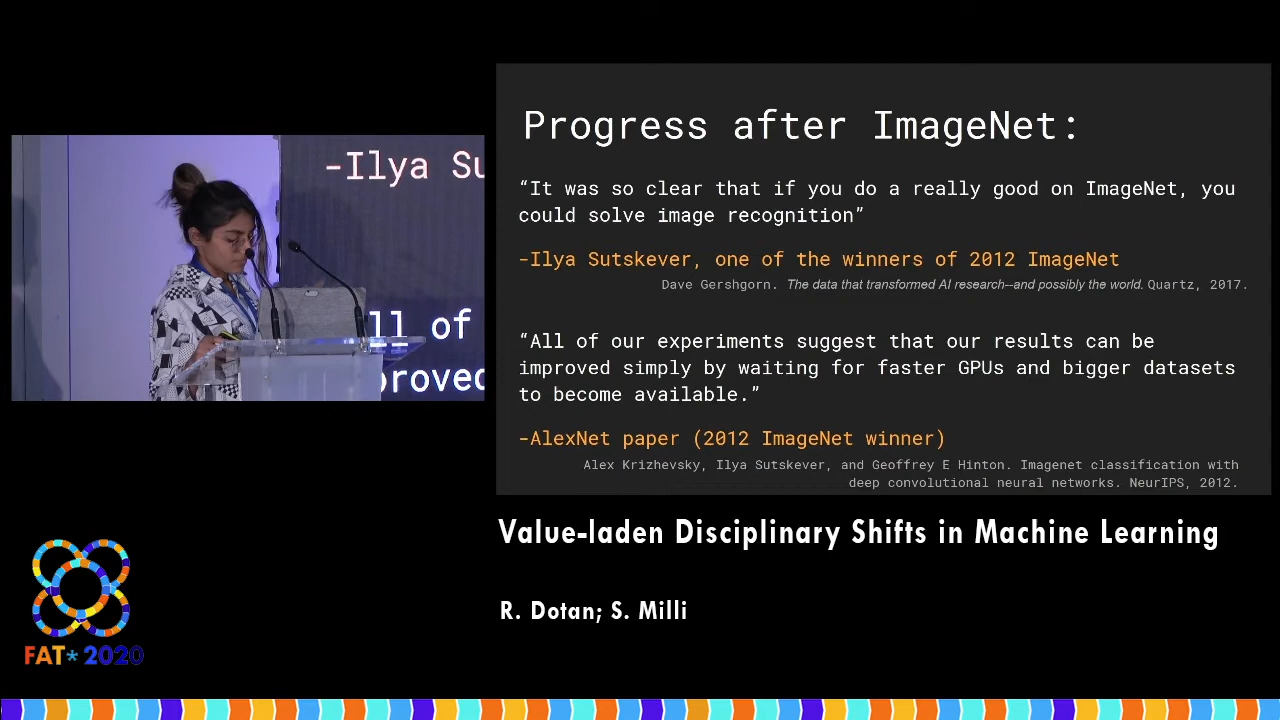 Progress after ImageNet:
“It was so clear that if you do a really good on ImageNet, you
could solve image recognition”
-Ilya Sutskever, one of the winners of 2012 ImageNet
Dave Gershgorn. The data that transformed AI research--and possibly the world. Quartz, 2017.
“All of our experiments suggest that our results can be
improved simply by waiting for faster GPUs and bigger datasets
to become available.”
-AlexNet paper (2012 ImageNet winner)
Alex Krizhevsky, Ilya Sutskever, and Geoffrey E Hinton. Imagenet classification with
deep convolutional neural networks. NeurIPS, 2012.
-Ilya Su
ll of
proved
Value-laden Disciplinary Shifts in Machine Learning
R. Dotan; S. Milli
FAT* 2020